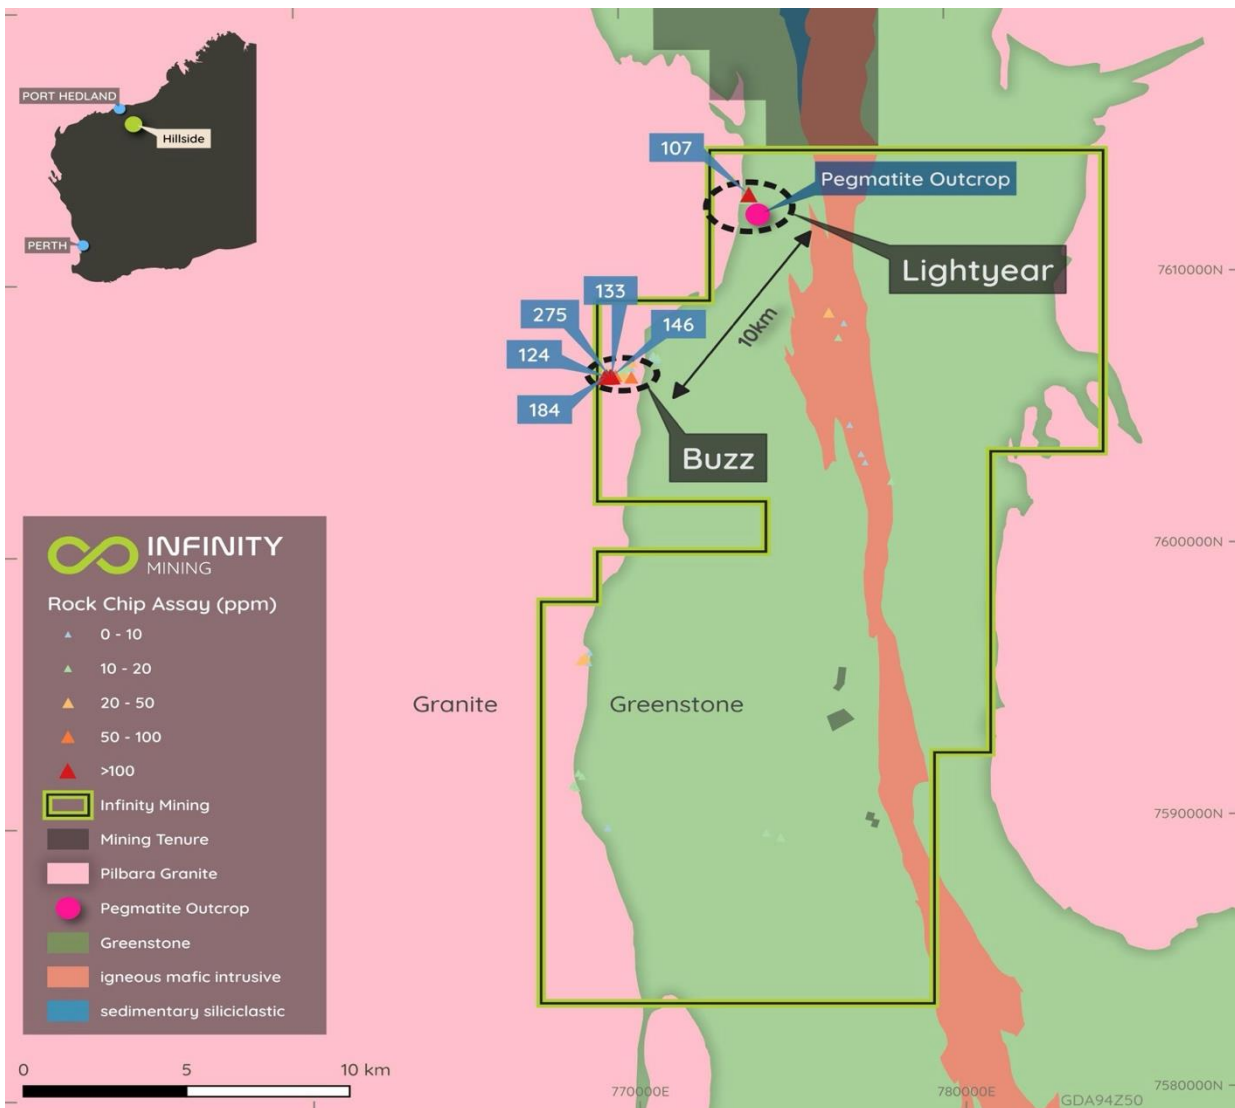 PORT HEDLAND
Hillside
PERTH
107
Pegmatite Outcrop
Lightyear
7610000N
133
275
146
10km
124
184
Buzz
7600000N
INFINITY
MINING
Rock Chip Assay (ppm)
0 - 10
10 - 20
20 - 50
50 - 100
>100
Infinity Mining
Mining Tenure
Pilbara Granite
Pegmatite Outcrop
Greenstone
igneous mafic intrusive
sedimentary siliciclastic
Granite
Greenstone
7590000N
0 5 10 km
770000E
780000E
7580000N
GDA94Z50